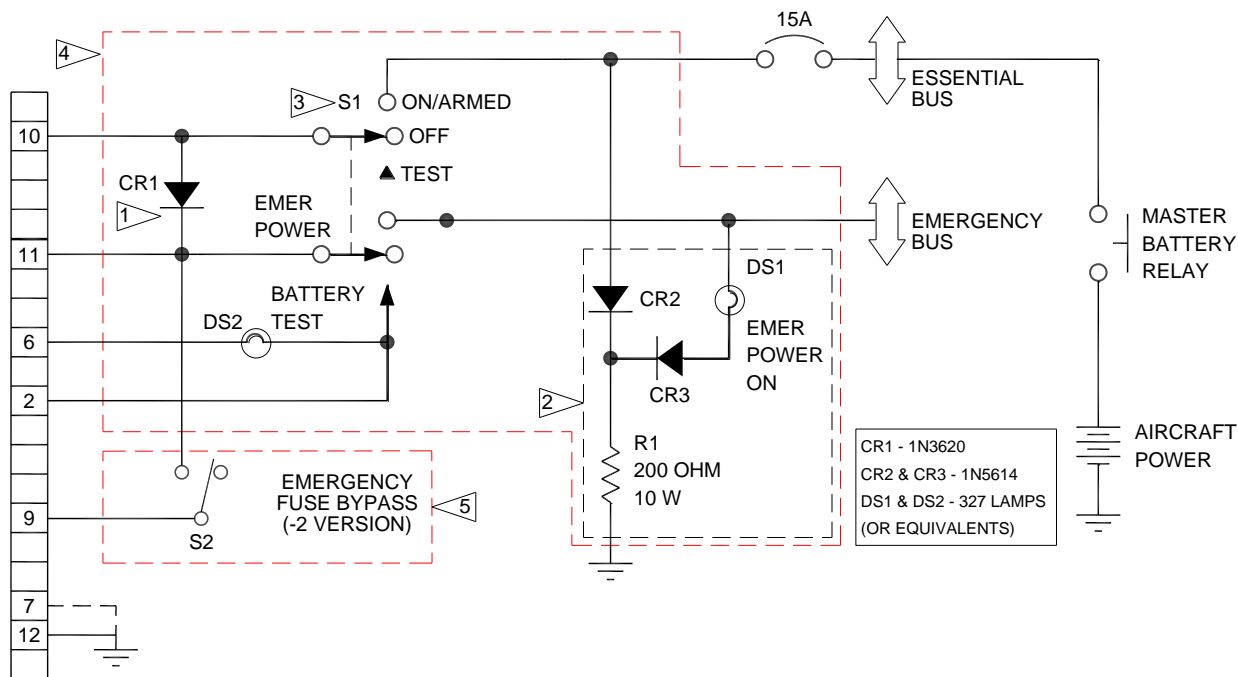 15A
4
ESSENTIAL
BUS
3
S1
ON/ARMED
10
OFF
TEST
CR1
1
EMER
POWER
EMERGENCY
BUS
MASTER
BATTERY
RELAY
11
DS1
CR2
BATTERY
TEST
DS2
EMER
POWER
ON
6
CR3
2
2
R1
200 OHM
10 W
CR1 - 1N3620
CR2 & CR3 - 1N5614
DS1 & DS2 - 327 LAMPS
(OR EQUIVALENTS)
AIRCRAFT
POWER
EMERGENCY
FUSE BYPASS
(-2 VERSION)
5
9
S2
7
12